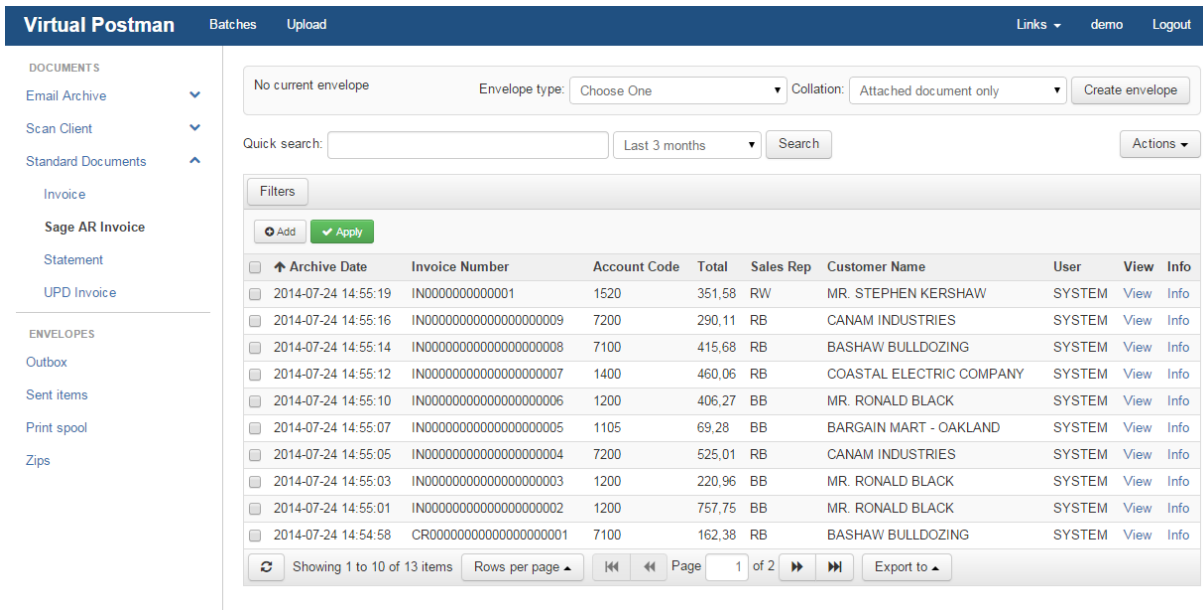 Virtual Postman Batches Upload Links demo Logout
DOCUMENTS
Email Archive
Scan Client
Standard Documents
Invoice
Sage AR Invoice
Statement
UPD Invoice
ENVELOPES
Outbox
Sent items
Print spool
Zips
No current envelope Envelope type: Choose One Collation: Attached document only Create envelope
Quick search: Last 3 months Search Actions
Filters
Add Apply
Archive Date Invoice Number Account Code Total Sales Rep Customer Name User View Info
2014-07-24 14:55:19 IN0000000000001 1520 351,58 RW MR. STEPHEN KERSHAW SYSTEM View Info
2014-07-24 14:55:16 IN00000000000000000009 7200 290,11 RB CANAM INDUSTRIES SYSTEM View Info
2014-07-24 14:55:14 IN00000000000000000008 7100 415,68 RB BASHAW BULLDOZING SYSTEM View Info
2014-07-24 14:55:12 IN00000000000000000007 1400 460,06 RB COASTAL ELECTRIC COMPANY SYSTEM View Info
2014-07-24 14:55:10 IN00000000000000000006 1200 406,27 BB MR. RONALD BLACK SYSTEM View Info
2014-07-24 14:55:07 IN00000000000000000005 1105 69,28 BB BARGAIN MART - OAKLAND SYSTEM View Info
2014-07-24 14:55:05 IN00000000000000000004 7200 525,01 RB CANAM INDUSTRIES SYSTEM View Info
2014-07-24 14:55:03 IN00000000000000000003 1200 220,96 BB MR. RONALD BLACK SYSTEM View Info
2014-07-24 14:55:01 IN00000000000000000002 1200 757,75 BB MR. RONALD BLACK SYSTEM View Info
2014-07-24 14:54:58 CR00000000000000000001 7100 162,38 RB BASHAW BULLDOZING SYSTEM View Info
Showing 1 to 10 of 13 items Rows per page Page 1 of 2 Export to